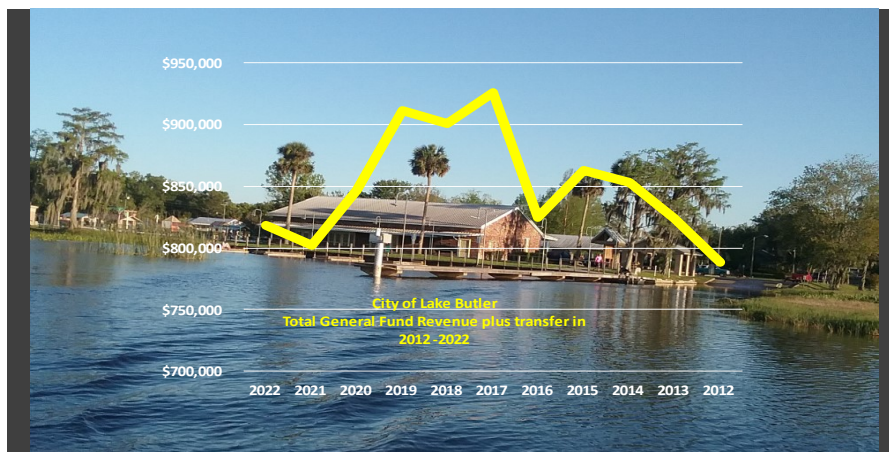 $950,000
$900,000
$850,000
$800,000
$750,000
$700,000
City of Lake Butler
Total General Fund Revenue plus transfer in
2012 -2022
2022 2021 2020 2019 2018 2017 2016 2015 2014 2013 2012